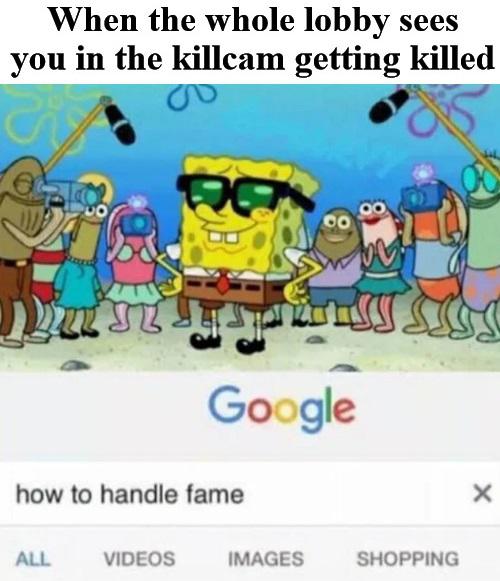 When the whole lobby sees
you in the killcam getting killed
Google
how to handle fame ×
ALL VIDEOS IMAGES SHOPPING